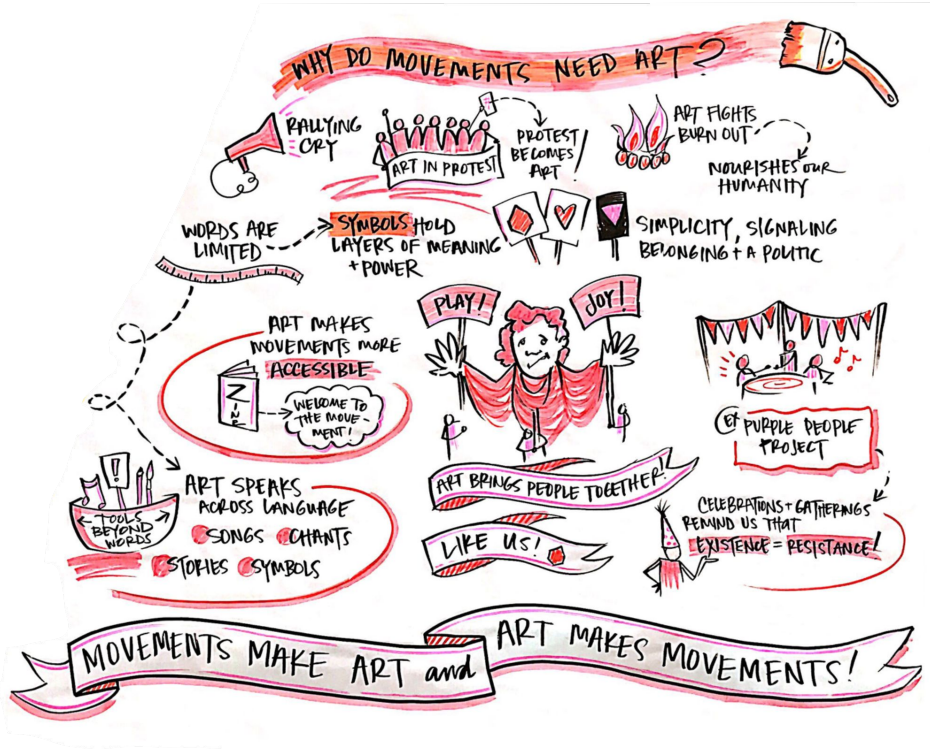 WHY DO MOVEMENTS NEED ART?
RALLYING
CRY
ART IN PROTEST
PROTEST
BECOMES
ART!
ART FIGHTS
BURN OUT
NOURISHES OUR
HUMANITY
WORDS ARE
LIMITED
SYMBOLS HOLD
LAYERS OF MEANING
+ POWER
SIMPLICITY, SIGNALING
BELONGING + A POLITIC
PLAY!
JOY!
ART MAKES
MOVEMENTS MORE
ACCESSIBLE
ZINE
WELCOME TO
THE MOVE-
MENT!
EX
PURPLE PEOPLE
PROJECT
!
TOOLS
BEYOND
WORDS
ART SPEAKS
ACROSS LANGUAGE
SONGS CHANTS
STORIES SYMBOLS
ART BRINGS PEOPLE TOGETHER!
LIKE US!
CELEBRATIONS + GATHERINGS
REMIND US THAT
EXISTENCE = RESISTANCE!
MOVEMENTS MAKE ART and
ART MAKES MOVEMENTS!